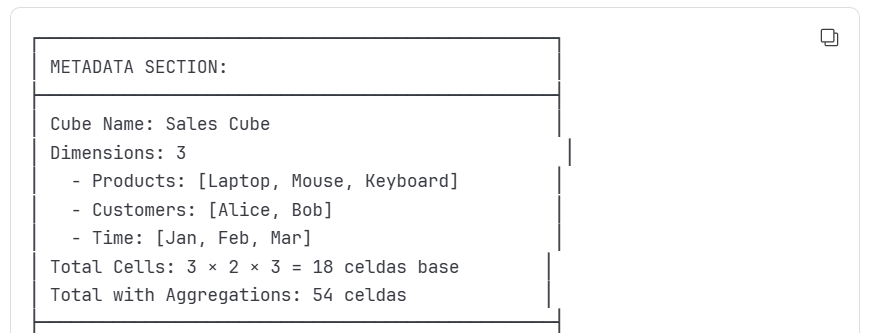 METADATA SECTION:
Cube Name: Sales Cube
Dimensions: 3
- Products: [Laptop, Mouse, Keyboard]
- Customers: [Alice, Bob]
- Time: [Jan, Feb, Mar]
Total Cells: 3 × 2 × 3 = 18 celdas base
Total with Aggregations: 54 celdas